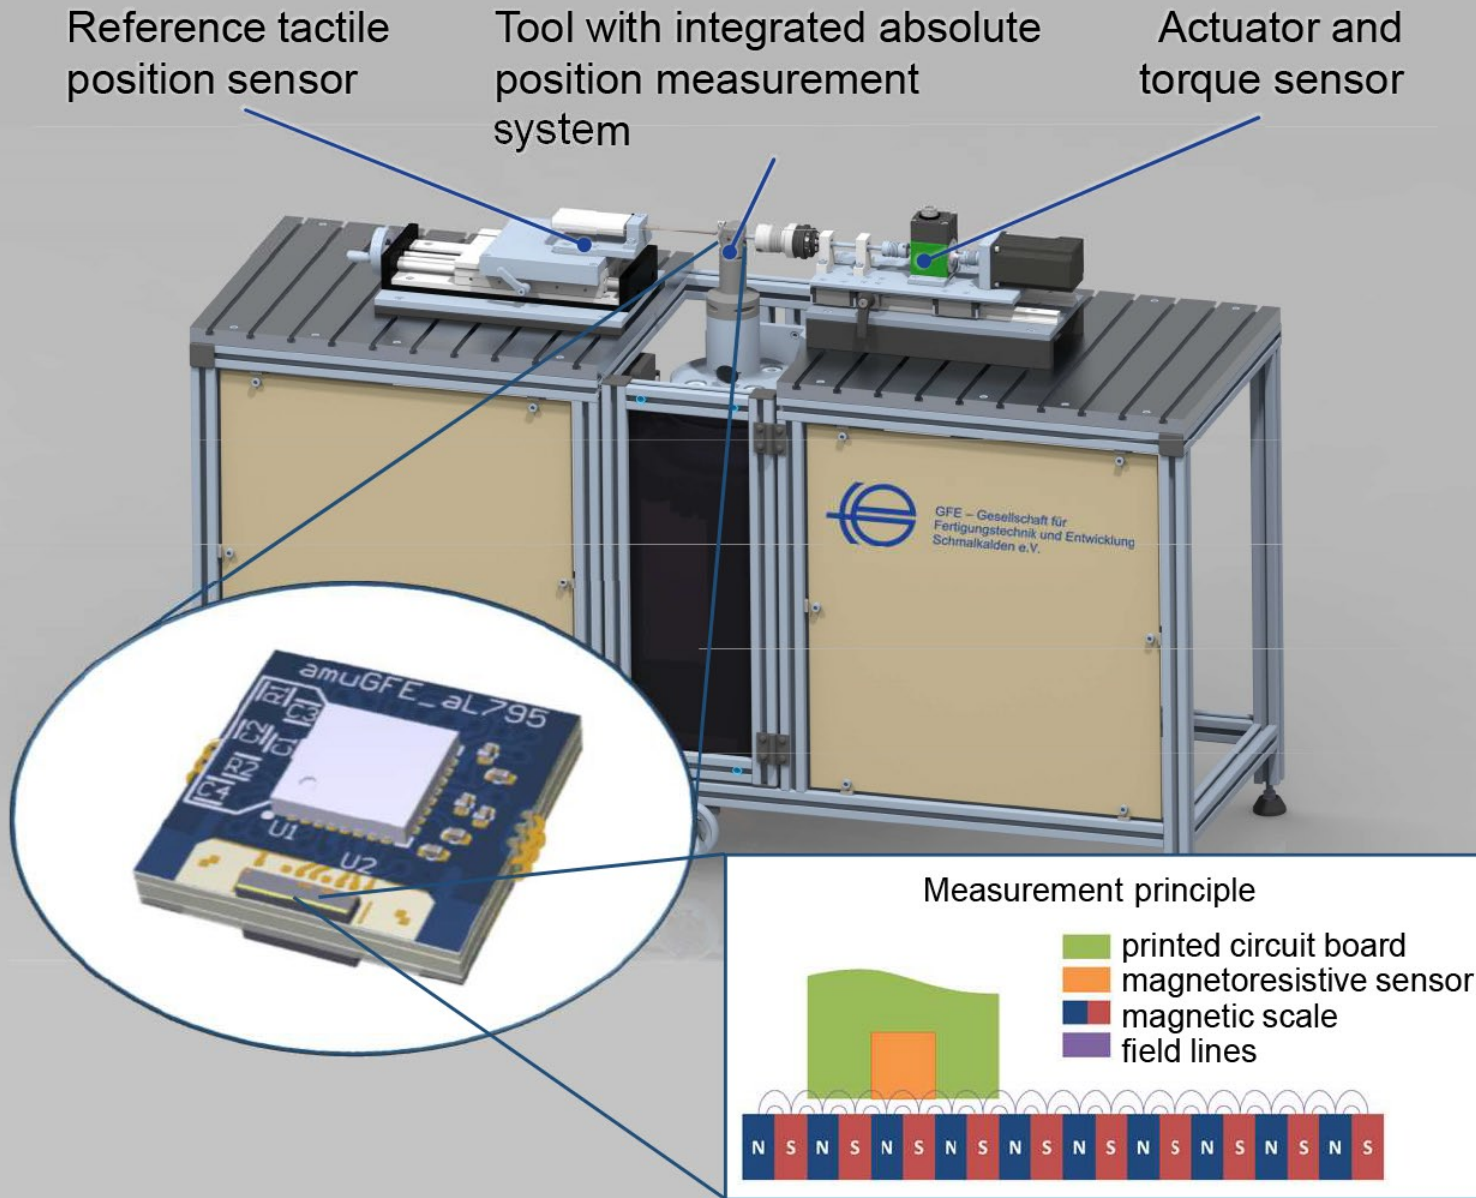 Reference tactile
position sensor
Tool with integrated absolute
position measurement
system
Actuator and
torque sensor
GFE – Gesellschaft für
Fertigungstechnik und Entwicklung
Schmalkalden e.V.
amuGFE_aL795
R1
C3
C2
C1
R2
C4
U1
U2
Measurement principle
printed circuit board
magnetoresistive sensor
magnetic scale
field lines
N S N S N S N S N S N S N S N S N S N S